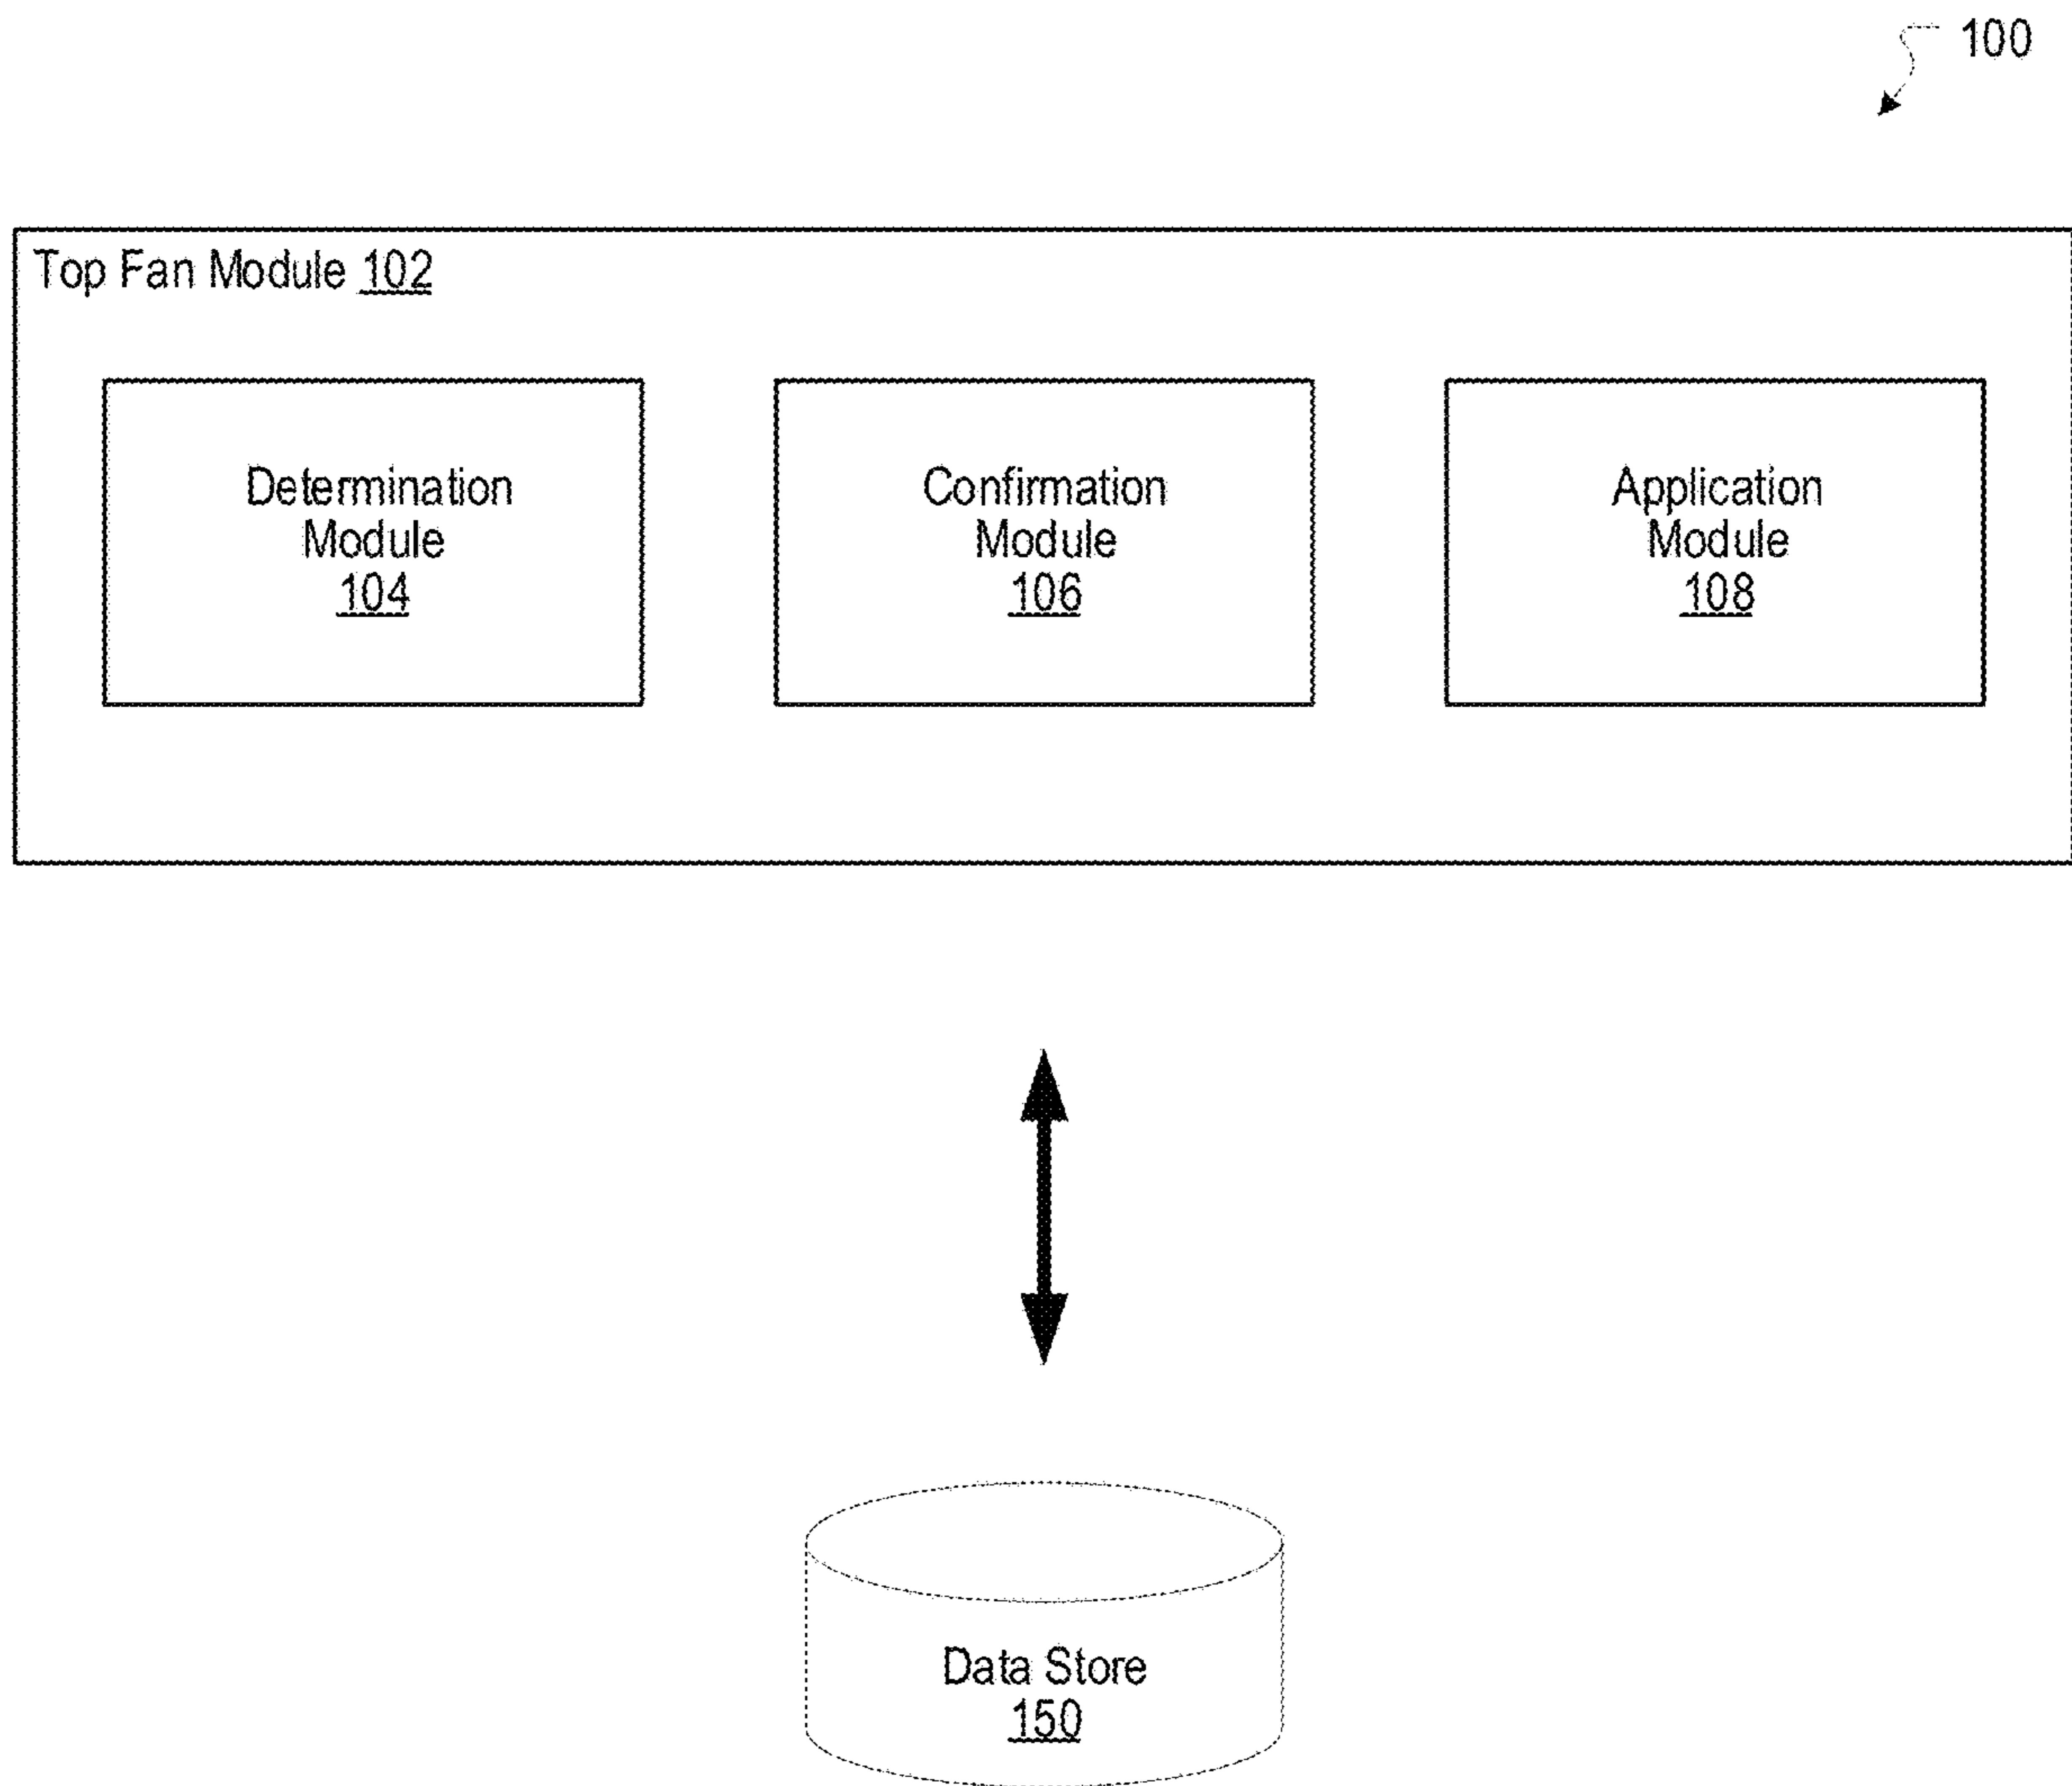 100
Top Fan Module 102
Determination
Module
104
Confirmation
Module
106
Application
Module
108
Data Store
150